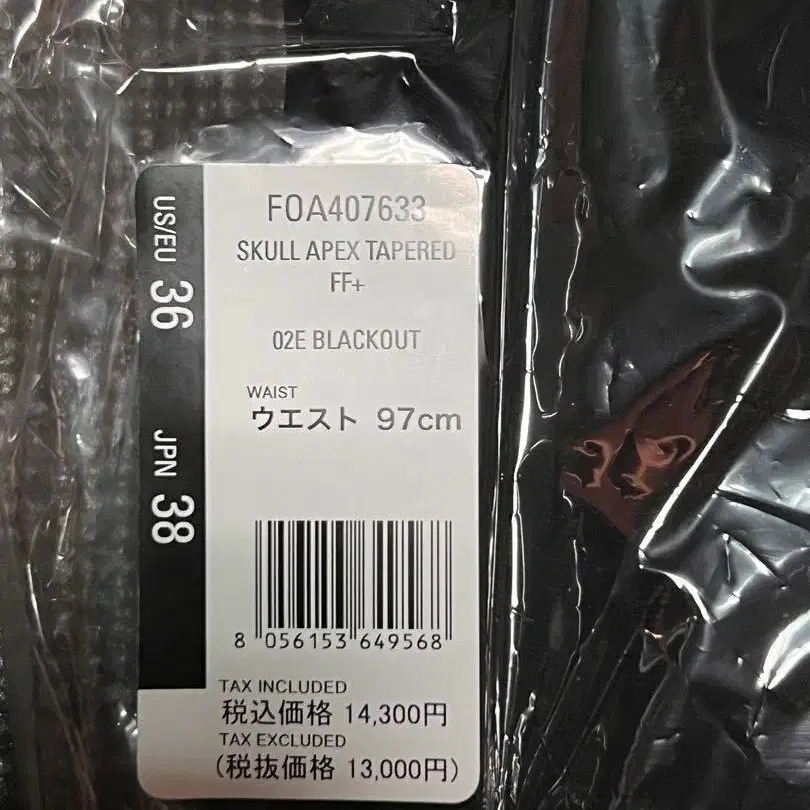 US/EU 36
JPN 38
FOA407633
SKULL APEX TAPERED
FF+
02E BLACKOUT
WAIST
ウエスト 97cm
8 056153 649568
TAX INCLUDED
税込価格 14,300円
TAX EXCLUDED
(税抜価格 13,000円)